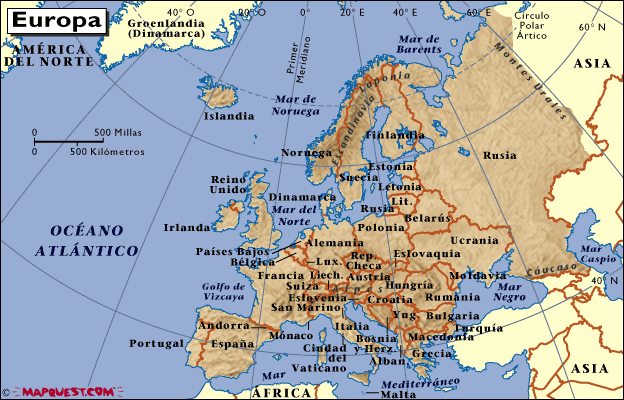 Europa
40° O
20° O
0°
20° E
40° E
60° E
Círculo
Polar
Ártico
60° N
Groenlandia
(Dinamarca)
AMÉRICA
DEL NORTE
Primer
Meridiano
Mar de
Barents
ASIA
Montes Urales
Laponia
Escandinavia
Mar de
Noruega
Islandia
0 500 Millas
0 500 Kilómetros
Finlandia
Noruega
Rusia
Estonia
Suecia
Reino
Unido
Letonia
Dinamarca
Lit.
Mar del
Norte
Rusia
Belarús
Irlanda
Polonia
OCÉANO
ATLÁNTICO
Alemania
Ucrania
Países Bajos
Bélgica
Lux.
Rep.
Checa
Eslovaquia
Mar
Caspio
Francia
Liech.
Austria
Moldavia
Cáucaso
Golfo de
Vizcaya
Suiza
Alpes
Hungría
40° N
Eslovenia
Croatia
Rumānia
Mar
Negro
San Marino
Yug.
Bulgaria
Andorra
Italia
Turquía
Portugal
España
Mónaco
Bosnia
y Herz.
Macedonia
Ciudad
del
Vaticano
Alban.
Grecia
ASIA
Mar
Mediterráneo
ÁFRICA
Malta
MAPQUEST.COM